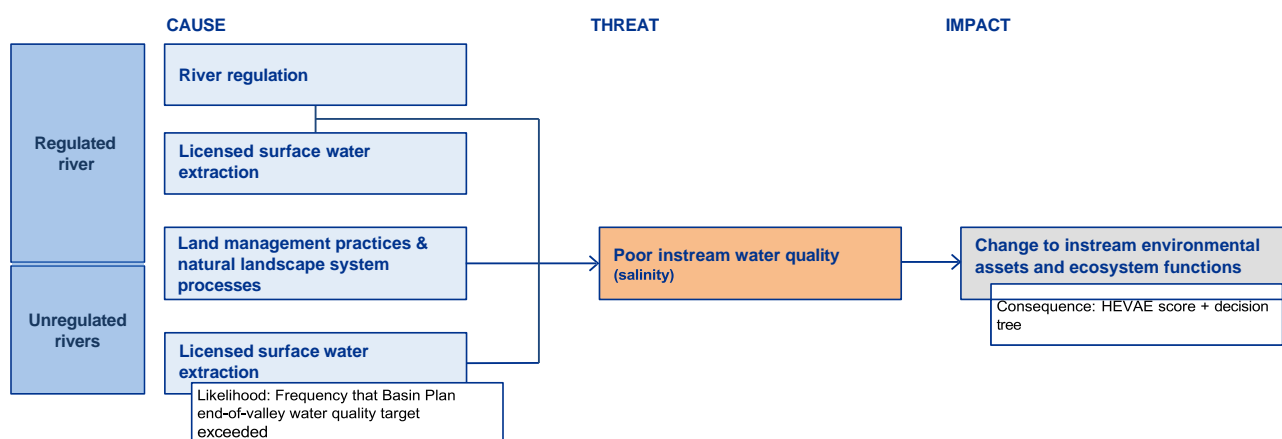 CAUSE
THREAT
IMPACT
Regulated
river
River regulation
Licensed surface water
extraction
Land management practices &
natural landscape system
processes
Unregulated
rivers
Licensed surface water
extraction
Likelihood: Frequency that Basin Plan
end-of-valley water quality target
exceeded
Poor instream water quality
(salinity)
Change to instream environmental
assets and ecosystem functions
Consequence: HEVAE score + decision
tree